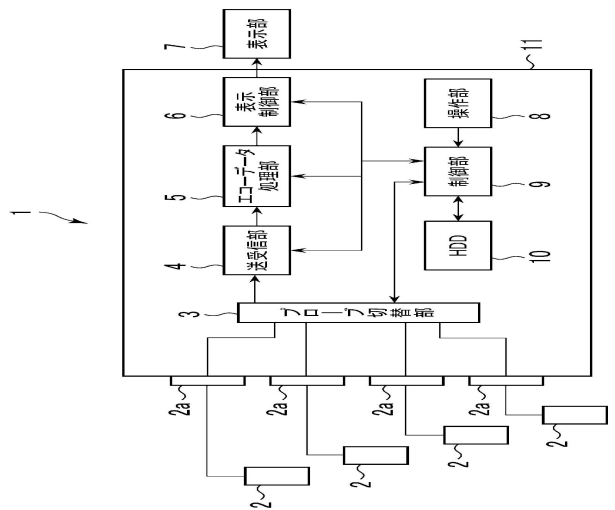 1
2
2a
2
2a
2
2a
2
2a
3
プローブ切替部
4
送受信部
5
エコーデータ
処理部
6
表示
制御部
7
表示部
8
操作部
9
制御部
10
HDD
11